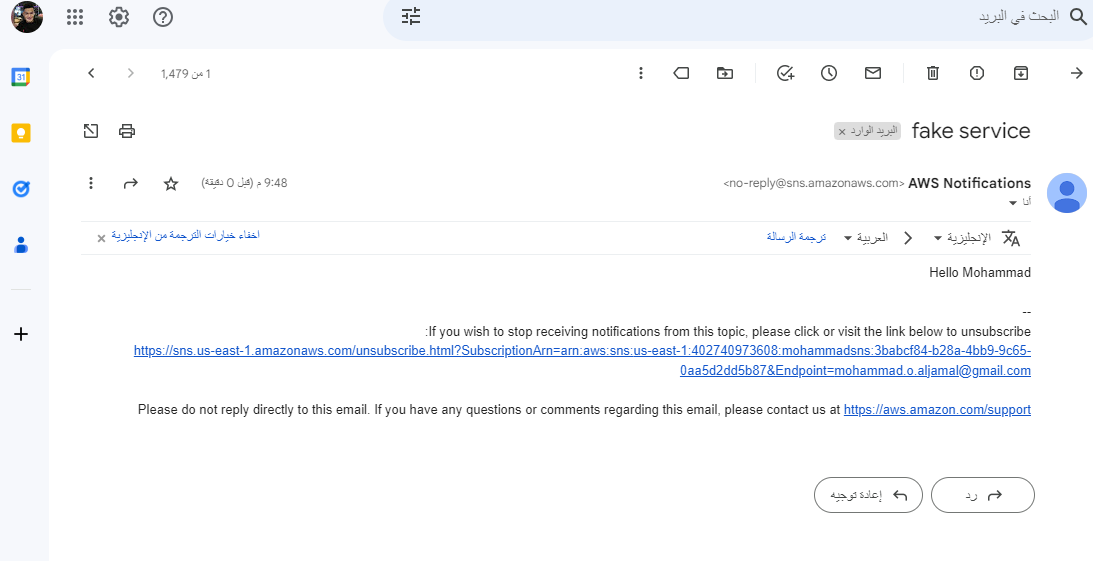 البحث في البريد
1 من 1,479
31
fake service
البريد الوارد ×
AWS Notifications <no-reply@sns.amazonaws.com>
9:48 م (قبل 0 دقيقة)
أنا
الإنجليزية
العربية
ترجمة الرسالة
اخفاء خيارات الترجمة من الإنجليزية ×
Hello Mohammad
--
If you wish to stop receiving notifications from this topic, please click or visit the link below to unsubscribe:
https://sns.us-east-1.amazonaws.com/unsubscribe.html?SubscriptionArn=arn:aws:sns:us-east-1:402740973608:mohammadsns:3babcf84-b28a-4bb9-9c65-
0aa5d2dd5b87&Endpoint=mohammad.o.aljamal@gmail.com
Please do not reply directly to this email. If you have any questions or comments regarding this email, please contact us at https://aws.amazon.com/support
رد
إعادة توجيه